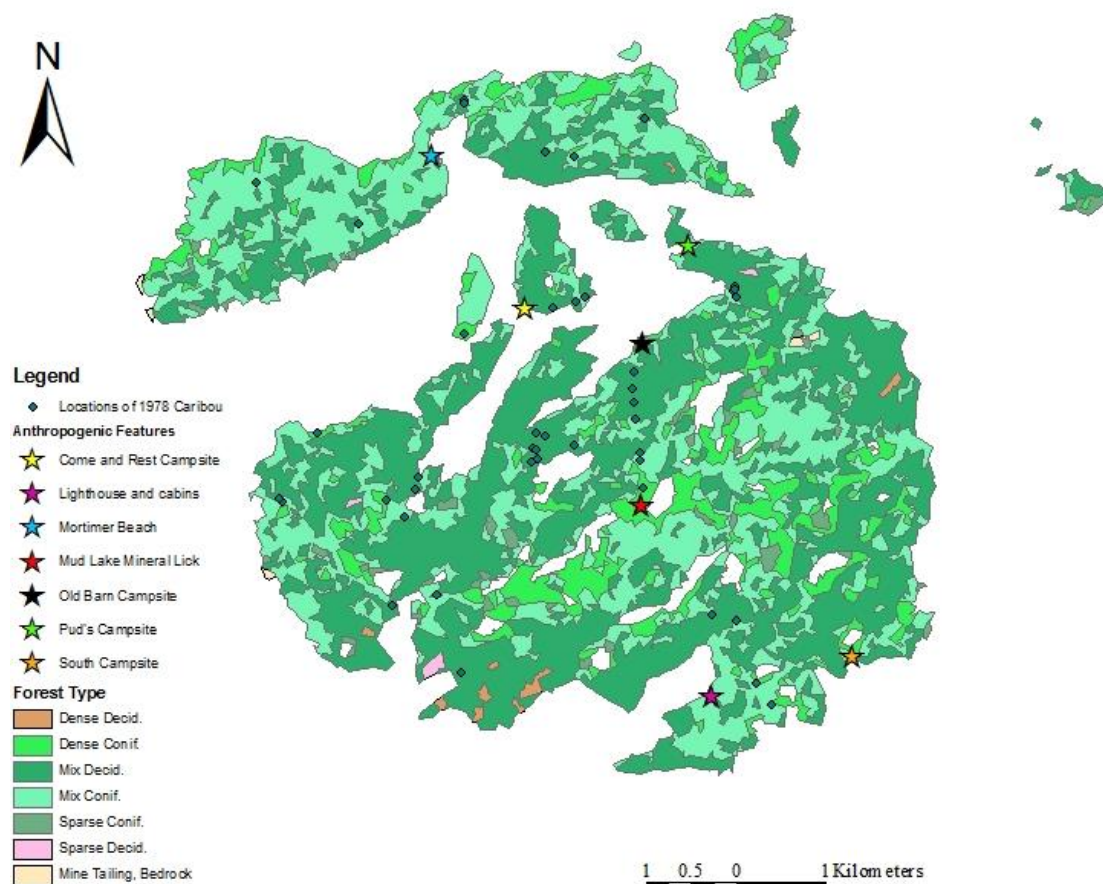 N
Legend
Locations of 1978 Caribou
Anthropogenic Features
Come and Rest Campsite
Lighthouse and cabins
Mortimer Beach
Mud Lake Mineral Lick
Old Barn Campsite
Pud's Campsite
South Campsite
Forest Type
Dense Decid.
Dense Conif.
Mix Decid.
Mix Conif.
Sparse Conif.
Sparse Decid.
Mine Tailing, Bedrock
1 0.5 0 1 Kilometers